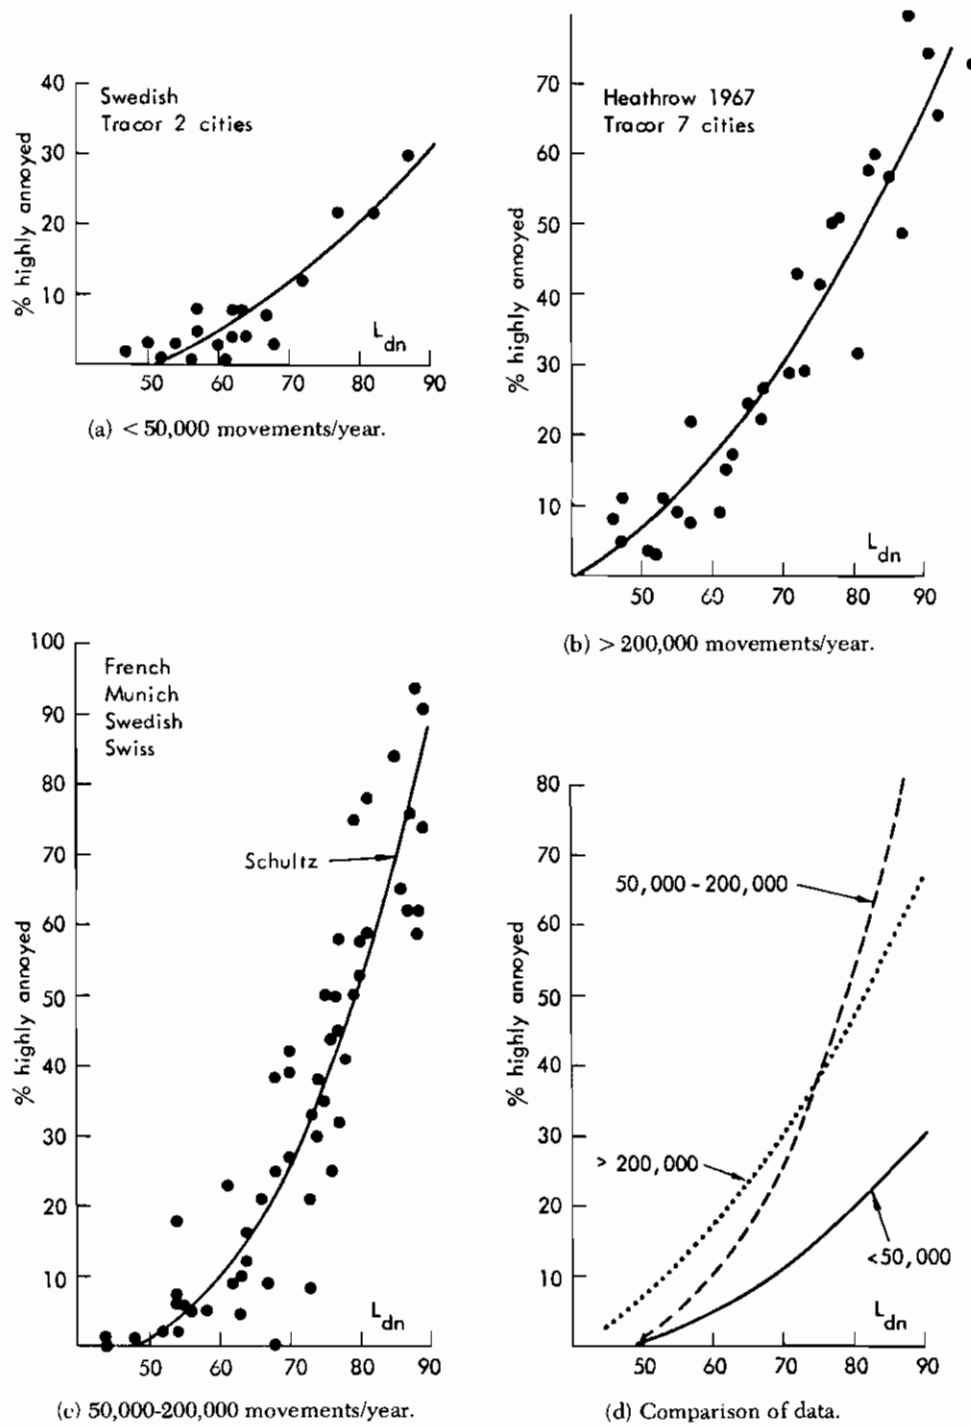 40
Swedish
Tracor 2 cities
30
20
10
% highly annoyed
Ldn
50 60 70 80 90
(a) < 50,000 movements/year.
70
Heathrow 1967
Tracor 7 cities
60
50
40
30
20
10
% highly annoyed
Ldn
50 60 70 80 90
(b) > 200,000 movements/year.
100
French
Munich
Swedish
Swiss
90
80
70
Schultz
60
50
40
30
20
10
% highly annoyed
Ldn
50 60 70 80 90
(c) 50,000-200,000 movements/year.
80
70
50,000 - 200,000
60
50
40
30
> 200,000
20
<50,000
10
% highly annoyed
Ldn
50 60 70 80 90
(d) Comparison of data.